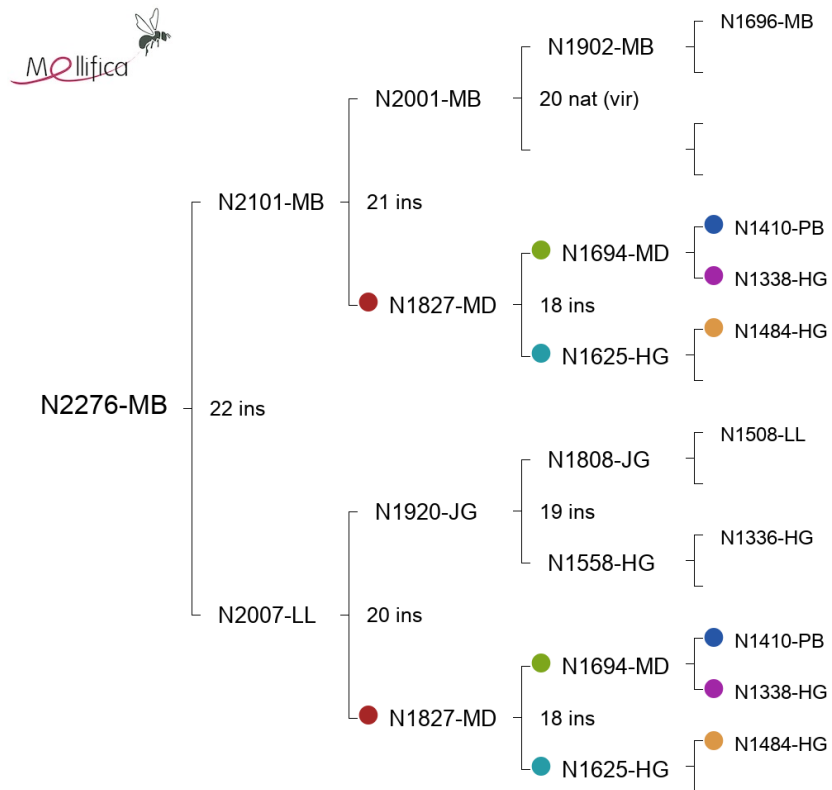 Mellifica
N1696-MB
N1902-MB
N2001-MB
20 nat (vir)
N2101-MB
21 ins
N1410-PB
N1694-MD
N1338-HG
N1827-MD
18 ins
N1484-HG
N1625-HG
N2276-MB
22 ins
N1508-LL
N1808-JG
N1920-JG
19 ins
N1336-HG
N1558-HG
N2007-LL
20 ins
N1410-PB
N1694-MD
N1338-HG
N1827-MD
18 ins
N1484-HG
N1625-HG